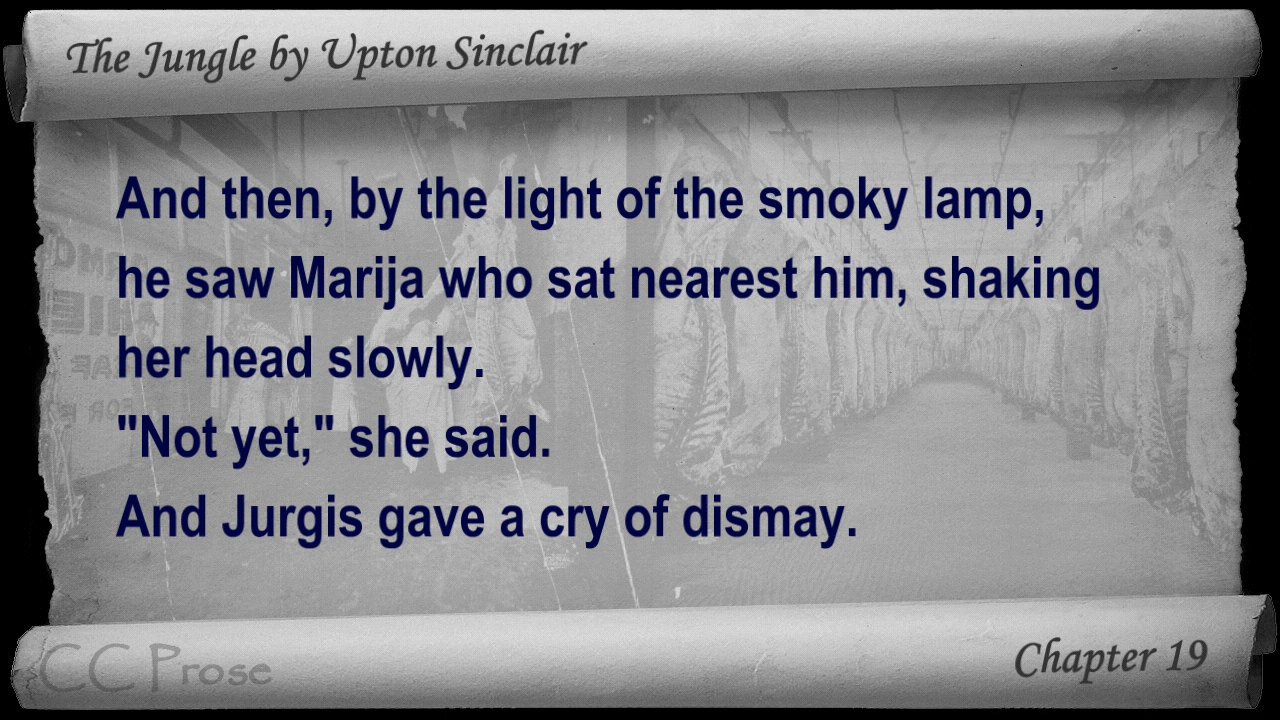 The Jungle by Upton Sinclair
And then, by the light of the smoky lamp,
he saw Marija who sat nearest him, shaking
her head slowly.
"Not yet," she said.
And Jurgis gave a cry of dismay.
CC Prose
Chapter 19